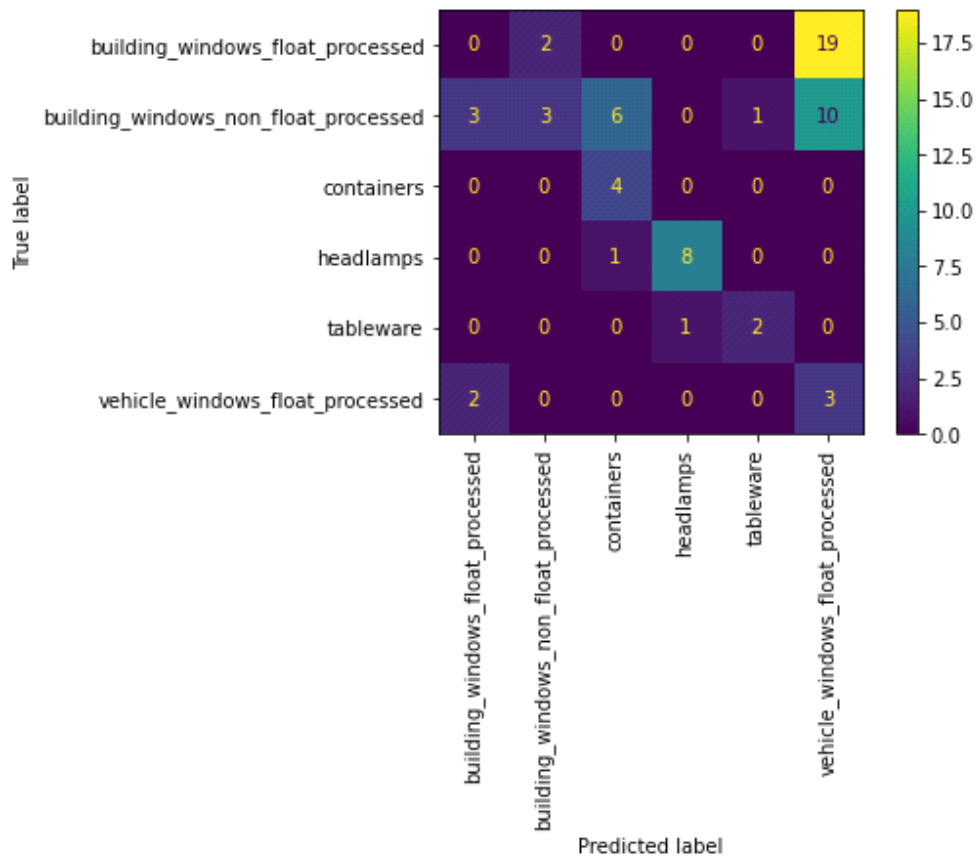 building_windows_float_processed 0 2 0 0 0 19
building_windows_non_float_processed 3 3 6 0 1 10
containers 0 0 4 0 0 0
headlamps 0 0 1 8 0 0
tableware 0 0 0 1 2 0
vehicle_windows_float_processed 2 0 0 0 0 3
True label
building_windows_float_processed
building_windows_non_float_processed
containers
headlamps
tableware
vehicle_windows_float_processed
Predicted label
17.5
15.0
12.5
10.0
7.5
5.0
2.5
0.0